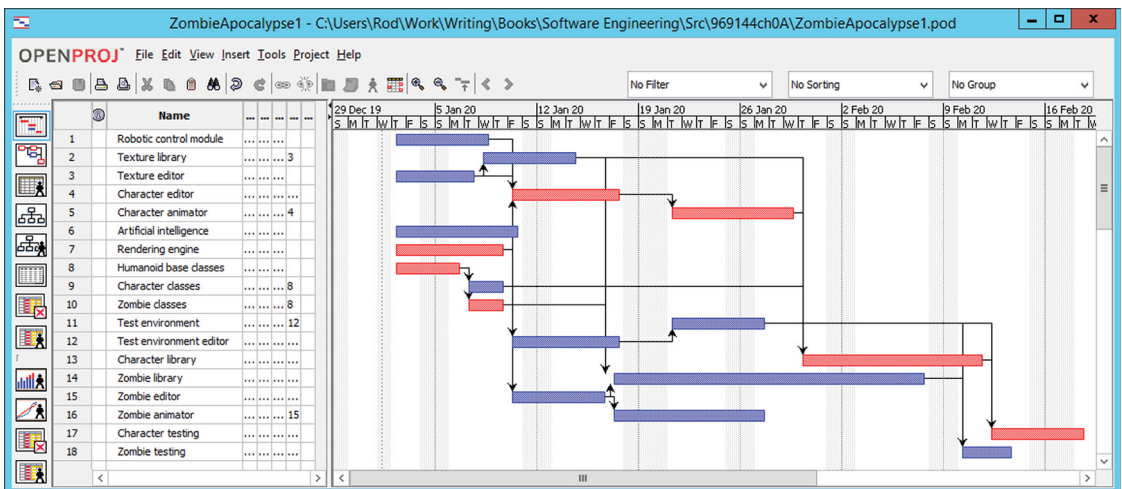 ZombieApocalypse1 - C:\Users\Rod\Work\Writing\Books\Software Engineering\Src\969144ch0A\ZombieApocalypse1.pod
OPENPROJ™ File Edit View Insert Tools Project Help
No Filter No Sorting No Group
Name ... ... ... ... 29 Dec 19 5 Jan 20 12 Jan 20 19 Jan 20 26 Jan 20 2 Feb 20 9 Feb 20 16 Feb 20
S M T W T F S S M T W T F S S M T W T F S S M T W T F S S M T W T F S S M T W T F S S M T W T F S S M T W
1 Robotic control module ... ... ...
2 Texture library ... ... ... 3
3 Texture editor ... ... ...
4 Character editor ... ... ... ...
5 Character animator ... ... ... 4
6 Artificial intelligence ... ... ...
7 Rendering engine ... ... ...
8 Humanoid base classes ... ... ...
9 Character classes ... ... ... 8
10 Zombie classes ... ... ... 8
11 Test environment ... ... ... 12
12 Test environment editor ... ... ... ...
13 Character library ... ... ... ...
14 Zombie library ... ... ... ...
15 Zombie editor ... ... ... ...
16 Zombie animator ... ... ... 15
17 Character testing ... ... ... ...
18 Zombie testing ... ... ... ...